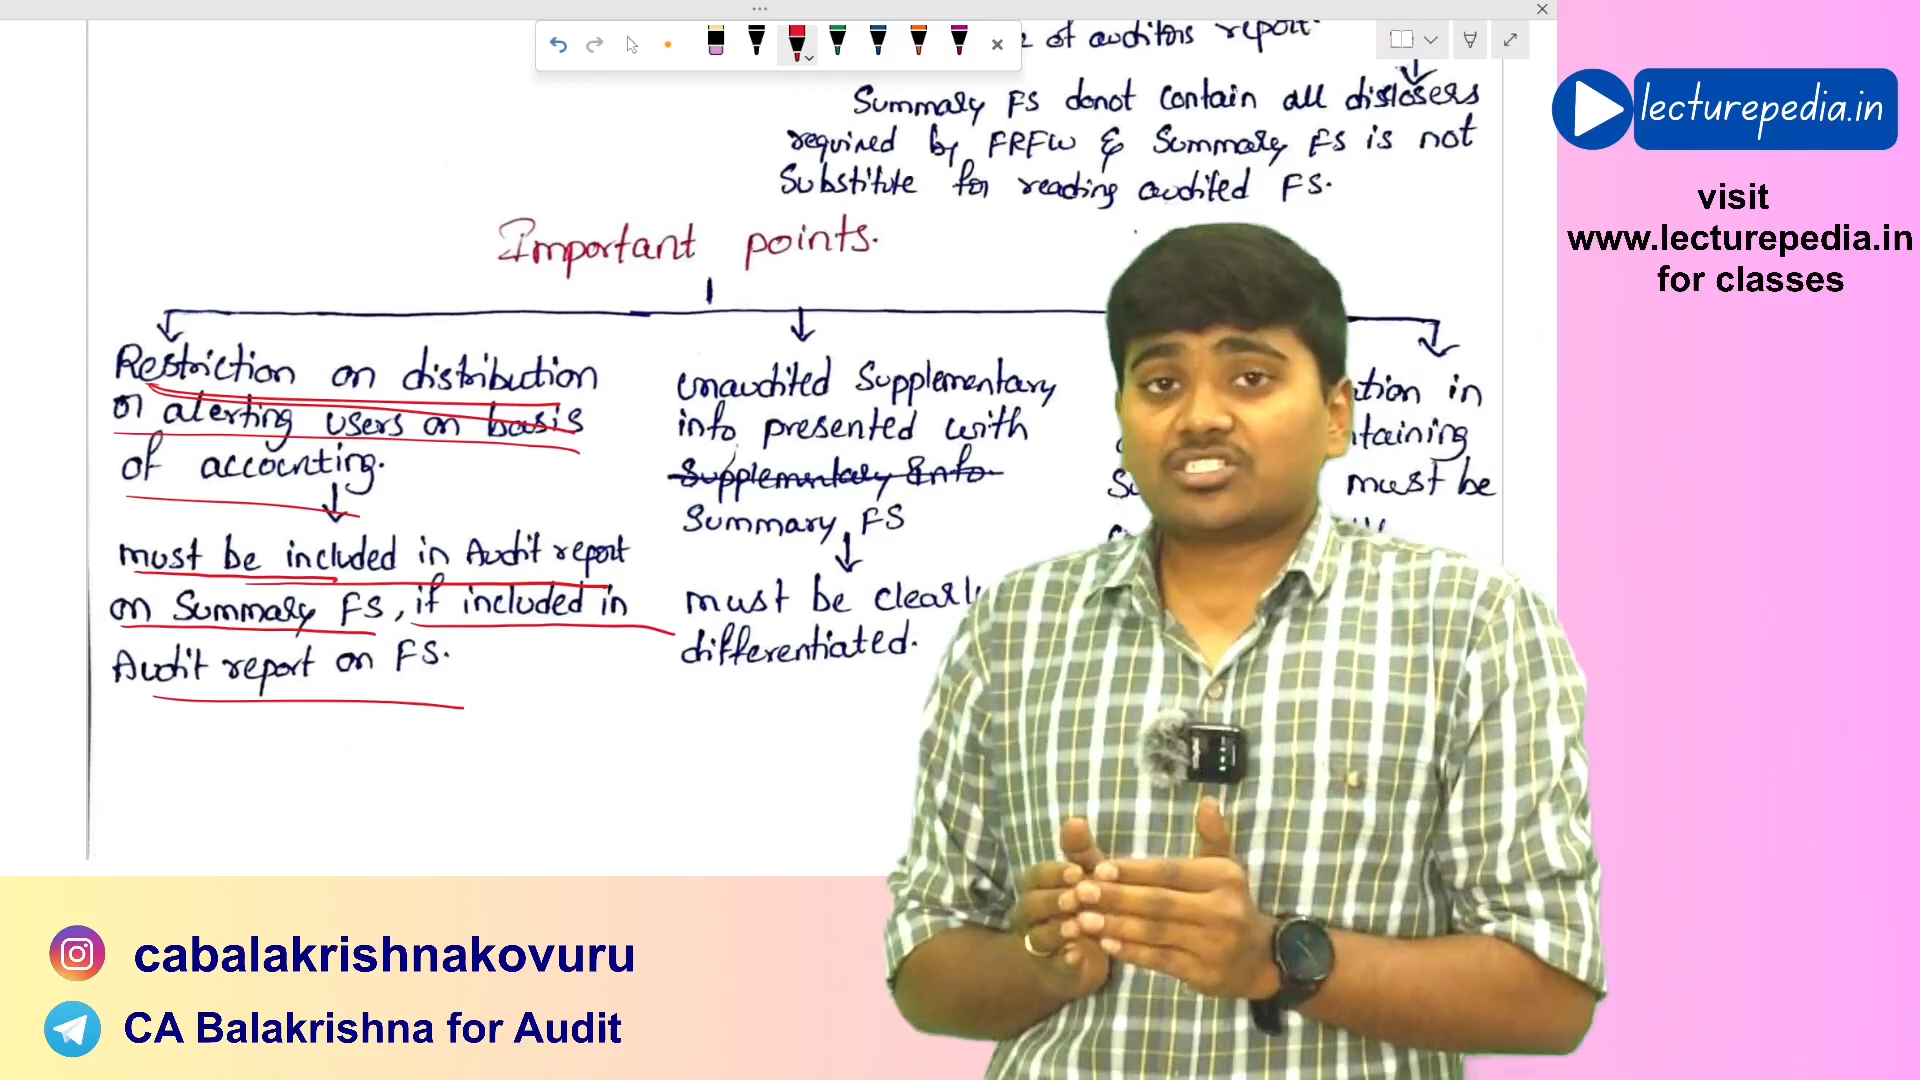 of auditors report
Summary FS donot contain all disclosers
required by FRFW & Summary FS is not
Substitute for reading audited FS.
Important points.
Restriction on distribution
or alerting users on basis
of accounting.
must be included in Audit report
on Summary FS, if included in
Audit report on FS.
unaudited Supplementary
info presented with
Supplementary Info
Summary FS
must be clearly
differentiated.
ation in
ntaining
must be
lecturepedia.in
visit
www.lecturepedia.in
for classes
cabalakrishnakovuru
CA Balakrishna for Audit